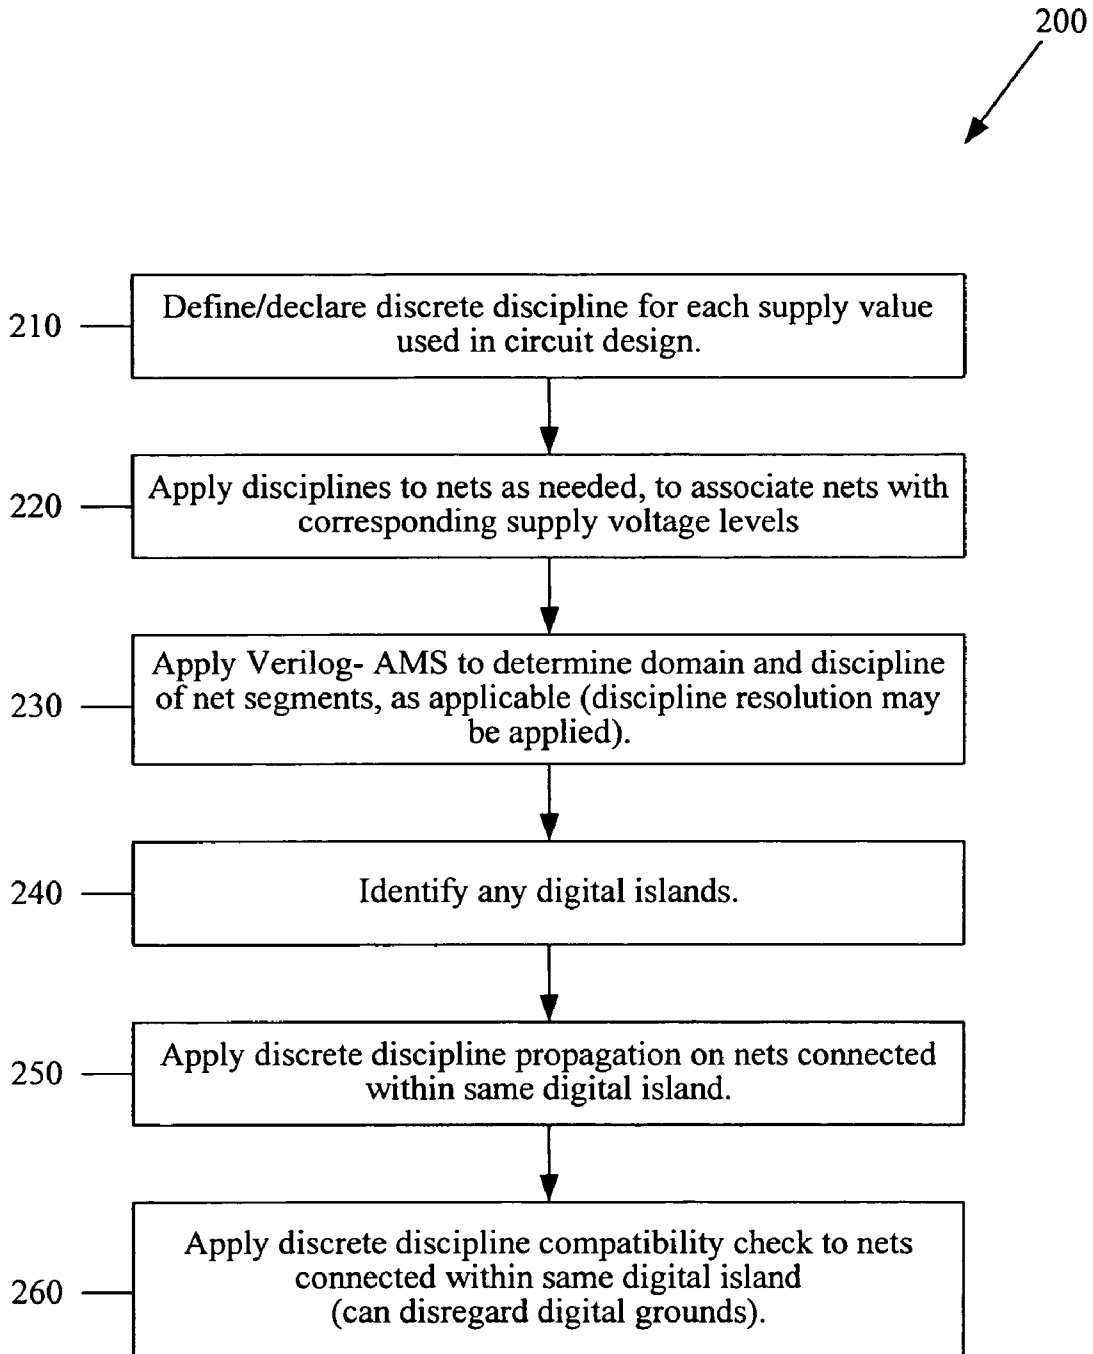 200
210
Define/declare discrete discipline for each supply value
used in circuit design.
220
Apply disciplines to nets as needed, to associate nets with
corresponding supply voltage levels
230
Apply Verilog- AMS to determine domain and discipline
of net segments, as applicable (discipline resolution may
be applied).
240
Identify any digital islands.
250
Apply discrete discipline propagation on nets connected
within same digital island.
260
Apply discrete discipline compatibility check to nets
connected within same digital island
(can disregard digital grounds).